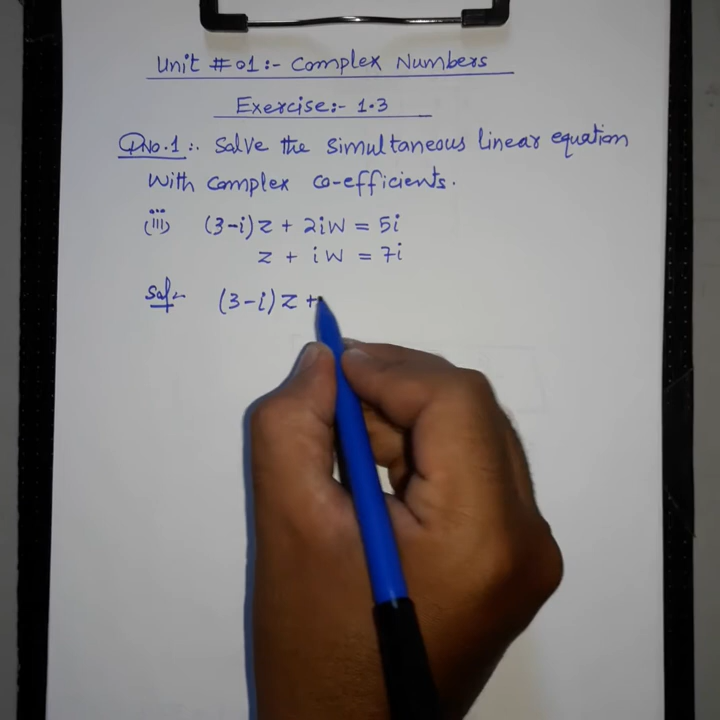 Unit #01:- Complex Numbers
Exercise:- 1.3
QNo.1:. Solve the simultaneous linear equation
with complex co-efficients.
(iii) (3-i)z + 2iw = 5i
z + iw = 7i
Sol:- (3-i)z +